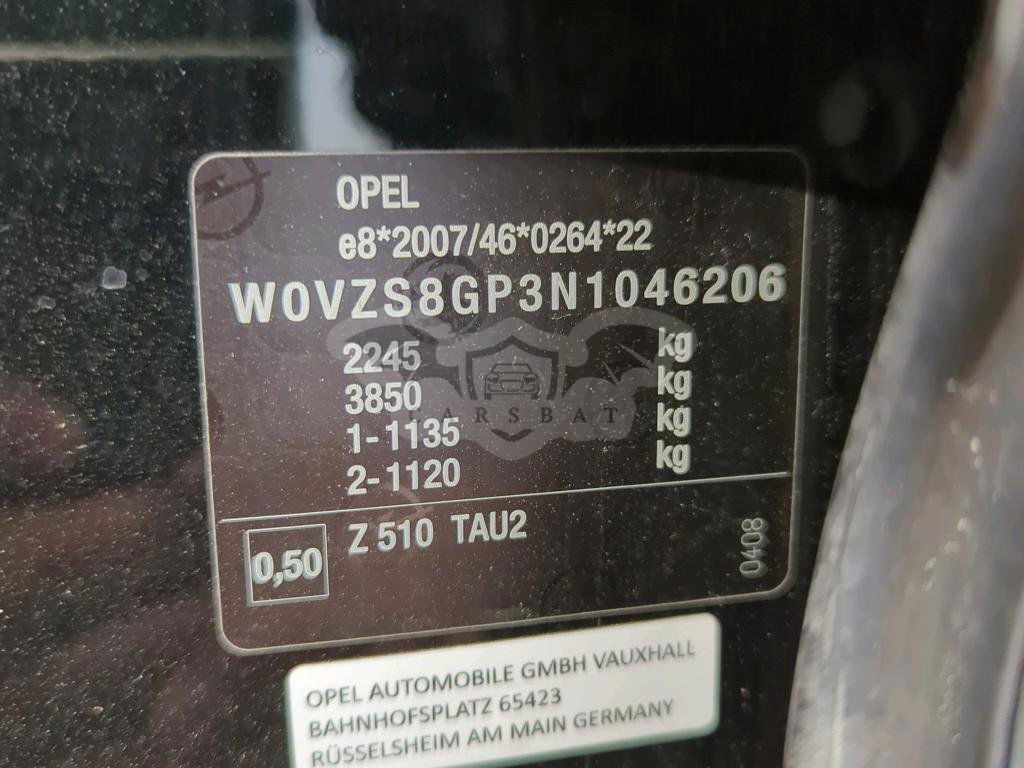 OPEL
e8*2007/46*0264*22
W0VZS8GP3N1046206
2245 kg
3850 kg
1-1135 kg
2-1120 kg
0,50 Z 510 TAU2
0408
CARSBAT
OPEL AUTOMOBILE GMBH VAUXHALL
BAHNHOFSPLATZ 65423
RÜSSELSHEIM AM MAIN GERMANY